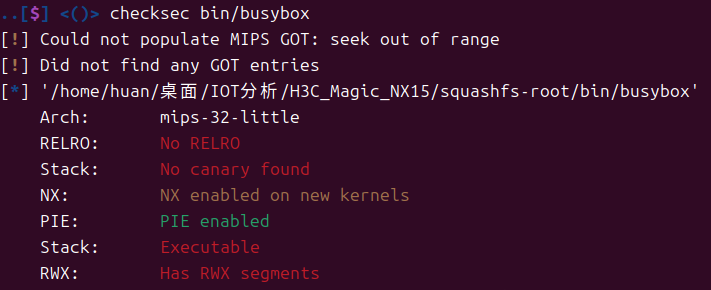 ..[$] <()> checksec bin/busybox
[!] Could not populate MIPS GOT: seek out of range
[!] Did not find any GOT entries
[*] '/home/huan/桌面/IOT分析/H3C_Magic_NX15/squashfs-root/bin/busybox'
    Arch:       mips-32-little
    RELRO:      No RELRO
    Stack:      No canary found
    NX:         NX enabled on new kernels
    PIE:        PIE enabled
    Stack:      Executable
    RWX:        Has RWX segments